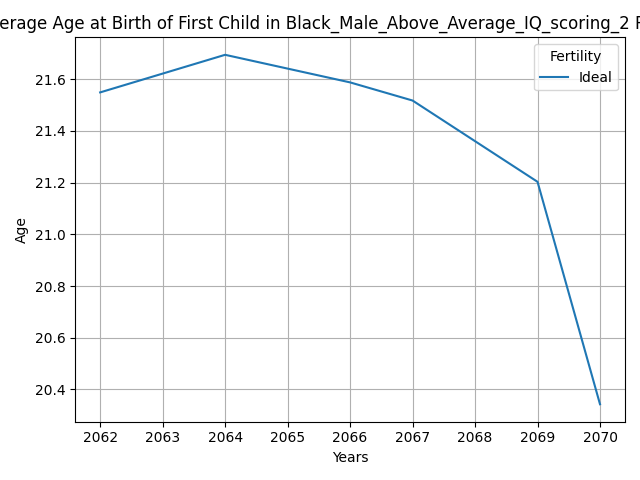 erage Age at Birth of First Child in Black_Male_Above_Average_IQ_scoring_2
Fertility
Ideal
21.6
21.4
21.2
21.0
20.8
20.6
20.4
Age
2062 2063 2064 2065 2066 2067 2068 2069 2070
Years